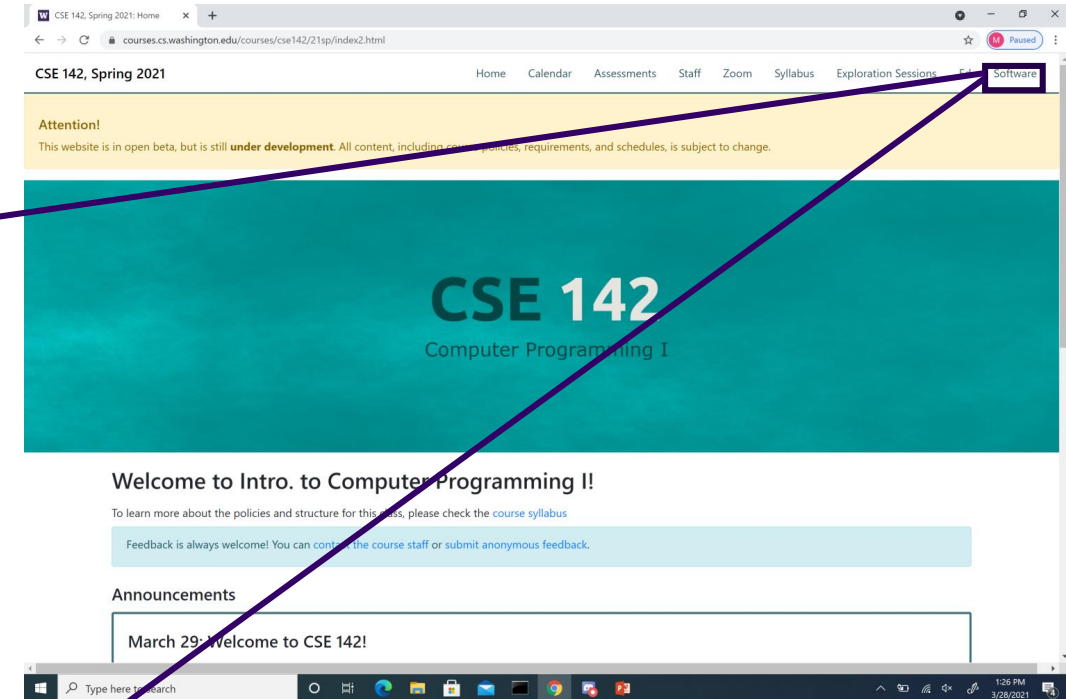 CSE 142, Spring 2021: Home
courses.cs.washington.edu/courses/cse142/21sp/index2.html
M Paused
CSE 142, Spring 2021 Home Calendar Assessments Staff Zoom Syllabus Exploration Sessions Software
Attention!
This website is in open beta, but is still under development. All content, including course policies, requirements, and schedules, is subject to change.
CSE 142
Computer Programming I
Welcome to Intro. to Computer Programming I!
To learn more about the policies and structure for this class, please check the course syllabus
Feedback is always welcome! You can contact the course staff or submit anonymous feedback.
Announcements
March 29: Welcome to CSE 142!
Type here to search
1:26 PM
3/28/2021